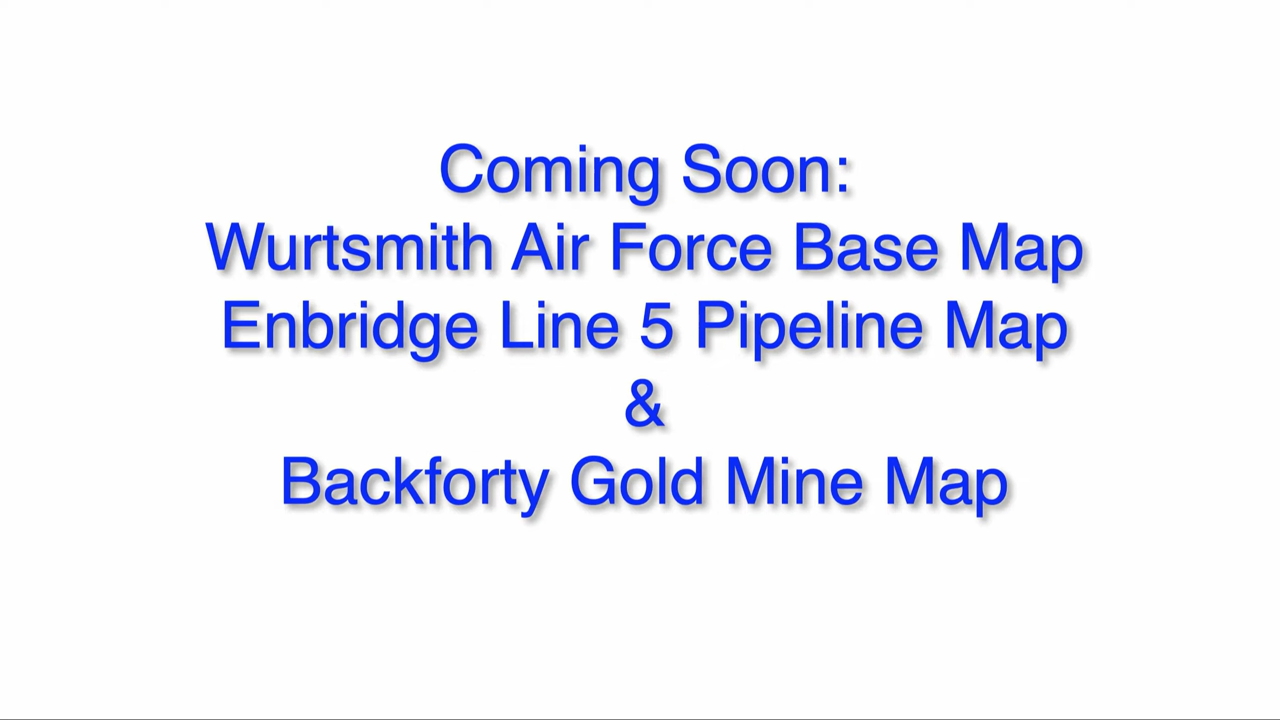 Coming Soon:
Wurtsmith Air Force Base Map
Enbridge Line 5 Pipeline Map
&
Backforty Gold Mine Map